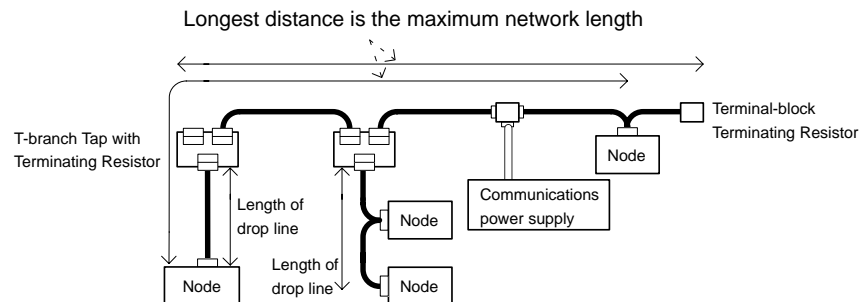 Longest distance is the maximum network length
T-branch Tap with
Terminating Resistor
Terminal-block
Terminating Resistor
Node
Length of
drop line
Communications
power supply
Node
Length of
drop line
Node
Node